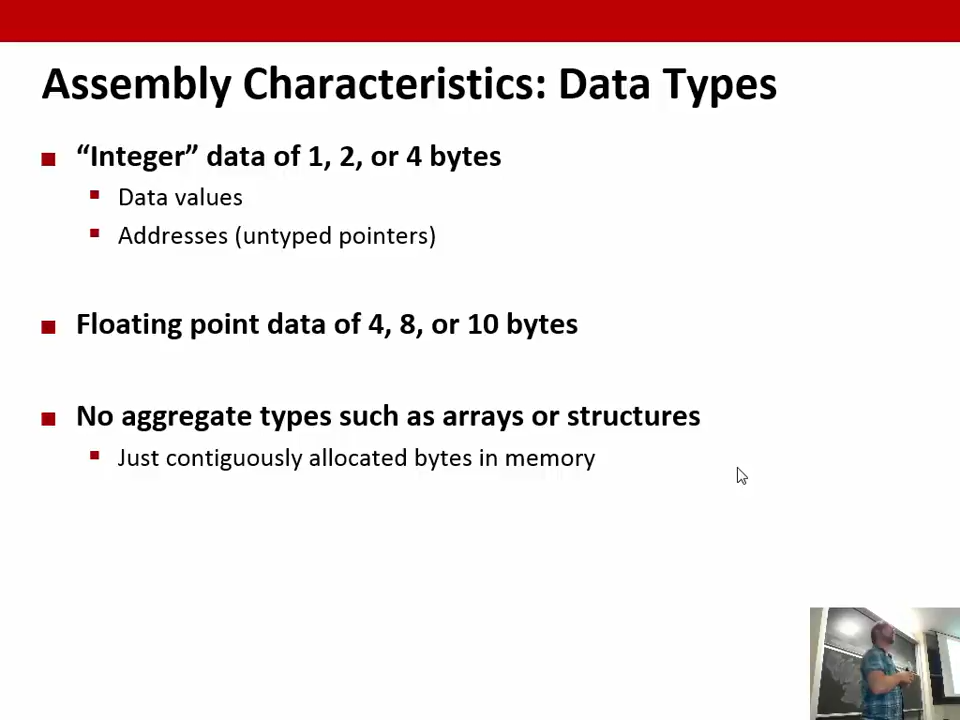 Assembly Characteristics: Data Types
“Integer” data of 1, 2, or 4 bytes
Data values
Addresses (untyped pointers)
Floating point data of 4, 8, or 10 bytes
No aggregate types such as arrays or structures
Just contiguously allocated bytes in memory